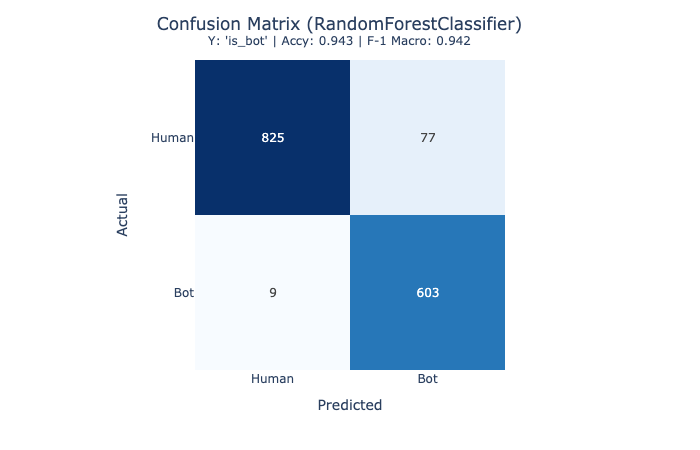 Confusion Matrix (RandomForestClassifier)
Y: 'is_bot' | Accy: 0.943 | F-1 Macro: 0.942
Human 825 77
Actual
Bot 9 603
Human Bot
Predicted